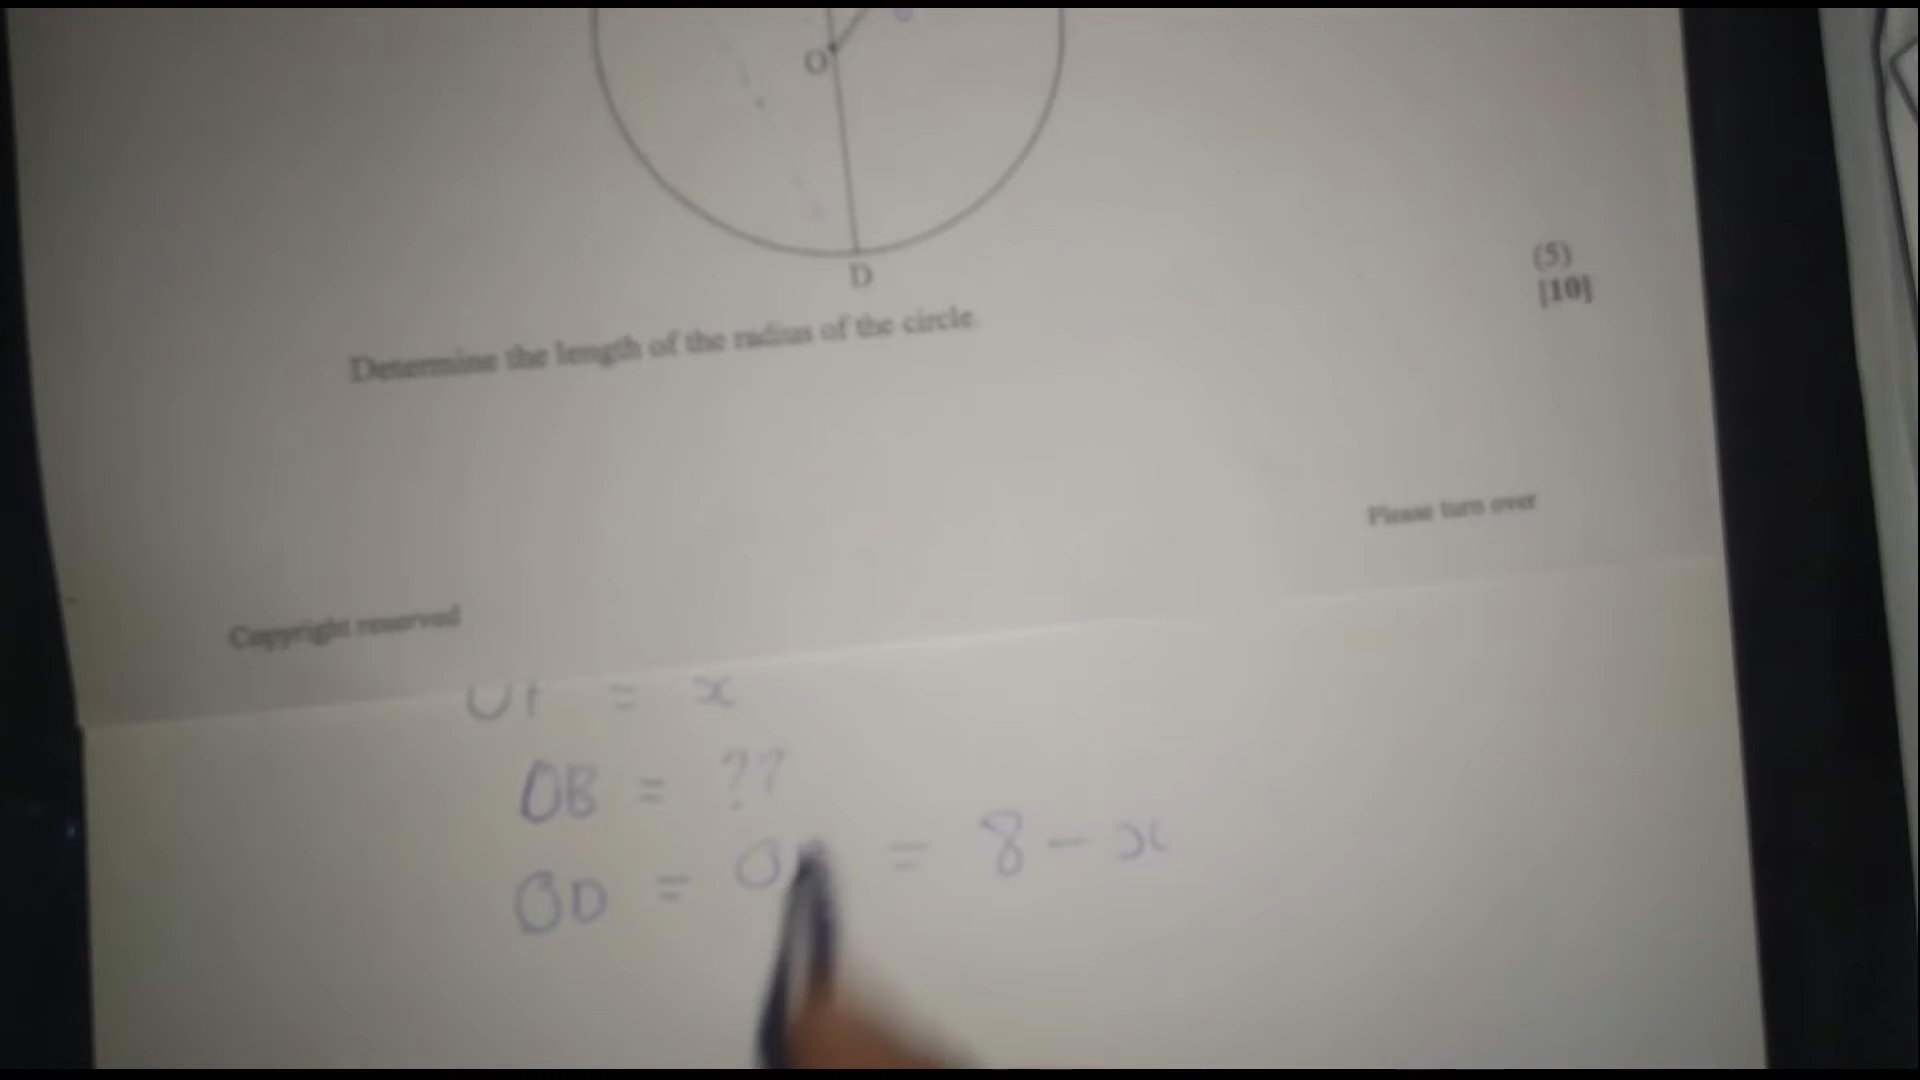 O
D
(5)
[10]
Determine the length of the radius of the circle.
Please turn over
Copyright reserved
= x
OB = ??
OD = = 8 - x